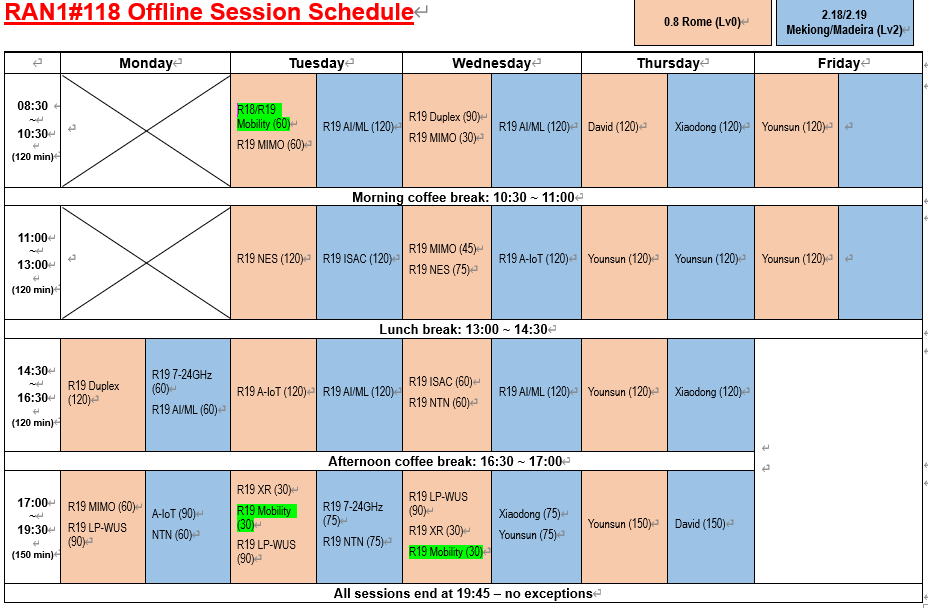 RAN1#118 Offline Session Schedule
0.8 Rome (Lv0)
2.18/2.19
Mekiong/Madeira (Lv2)
Monday
Tuesday
Wednesday
Thursday
Friday
08:30
~
10:30
(120 min)
R18/R19
Mobility (60)
R19 MIMO (60)
R19 AI/ML (120)
R19 Duplex (90)
R19 MIMO (30)
R19 AI/ML (120)
David (120)
Xiaodong (120)
Younsun (120)
Morning coffee break: 10:30 ~ 11:00
11:00
~
13:00
(120 min)
R19 NES (120)
R19 ISAC (120)
R19 MIMO (45)
R19 NES (75)
R19 A-IoT (120)
Younsun (120)
Younsun (120)
Younsun (120)
Lunch break: 13:00 ~ 14:30
14:30
~
16:30
(120 min)
R19 Duplex
(120)
R19 7-24GHz
(60)
R19 AI/ML (60)
R19 A-IoT (120)
R19 AI/ML (120)
R19 ISAC (60)
R19 NTN (60)
R19 AI/ML (120)
Younsun (120)
Xiaodong (120)
Afternoon coffee break: 16:30 ~ 17:00
17:00
~
19:30
(150 min)
R19 MIMO (60)
R19 LP-WUS
(90)
A-IoT (90)
NTN (60)
R19 XR (30)
R19 Mobility
(30)
R19 LP-WUS
(90)
R19 7-24GHz
(75)
R19 NTN (75)
R19 LP-WUS
(90)
R19 XR (30)
R19 Mobility (30)
Xiaodong (75)
Younsun (75)
Younsun (150)
David (150)
All sessions end at 19:45 – no exceptions